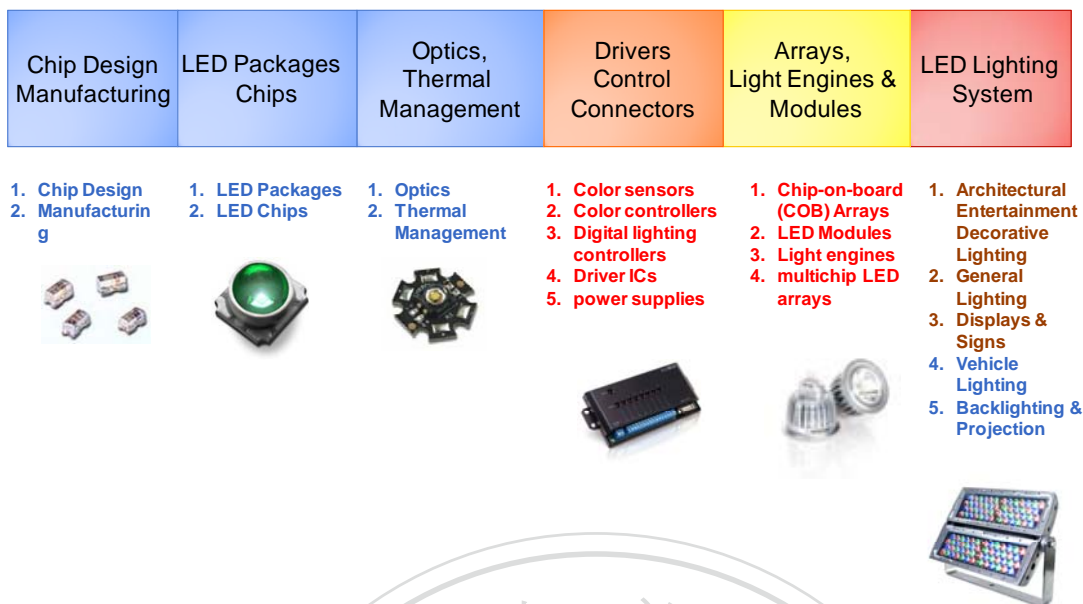 Chip Design
Manufacturing
LED Packages
Chips
Optics,
Thermal
Management
Drivers
Control
Connectors
Arrays,
Light Engines &
Modules
LED Lighting
System
1. Chip Design
2. Manufacturin
g
1. LED Packages
2. LED Chips
1. Optics
2. Thermal
Management
1. Color sensors
2. Color controllers
3. Digital lighting
controllers
4. Driver ICs
5. power supplies
1. Chip-on-board
(COB) Arrays
2. LED Modules
3. Light engines
4. multichip LED
arrays
1. Architectural
Entertainment
Decorative
Lighting
2. General
Lighting
3. Displays &
Signs
4. Vehicle
Lighting
5. Backlighting &
Projection